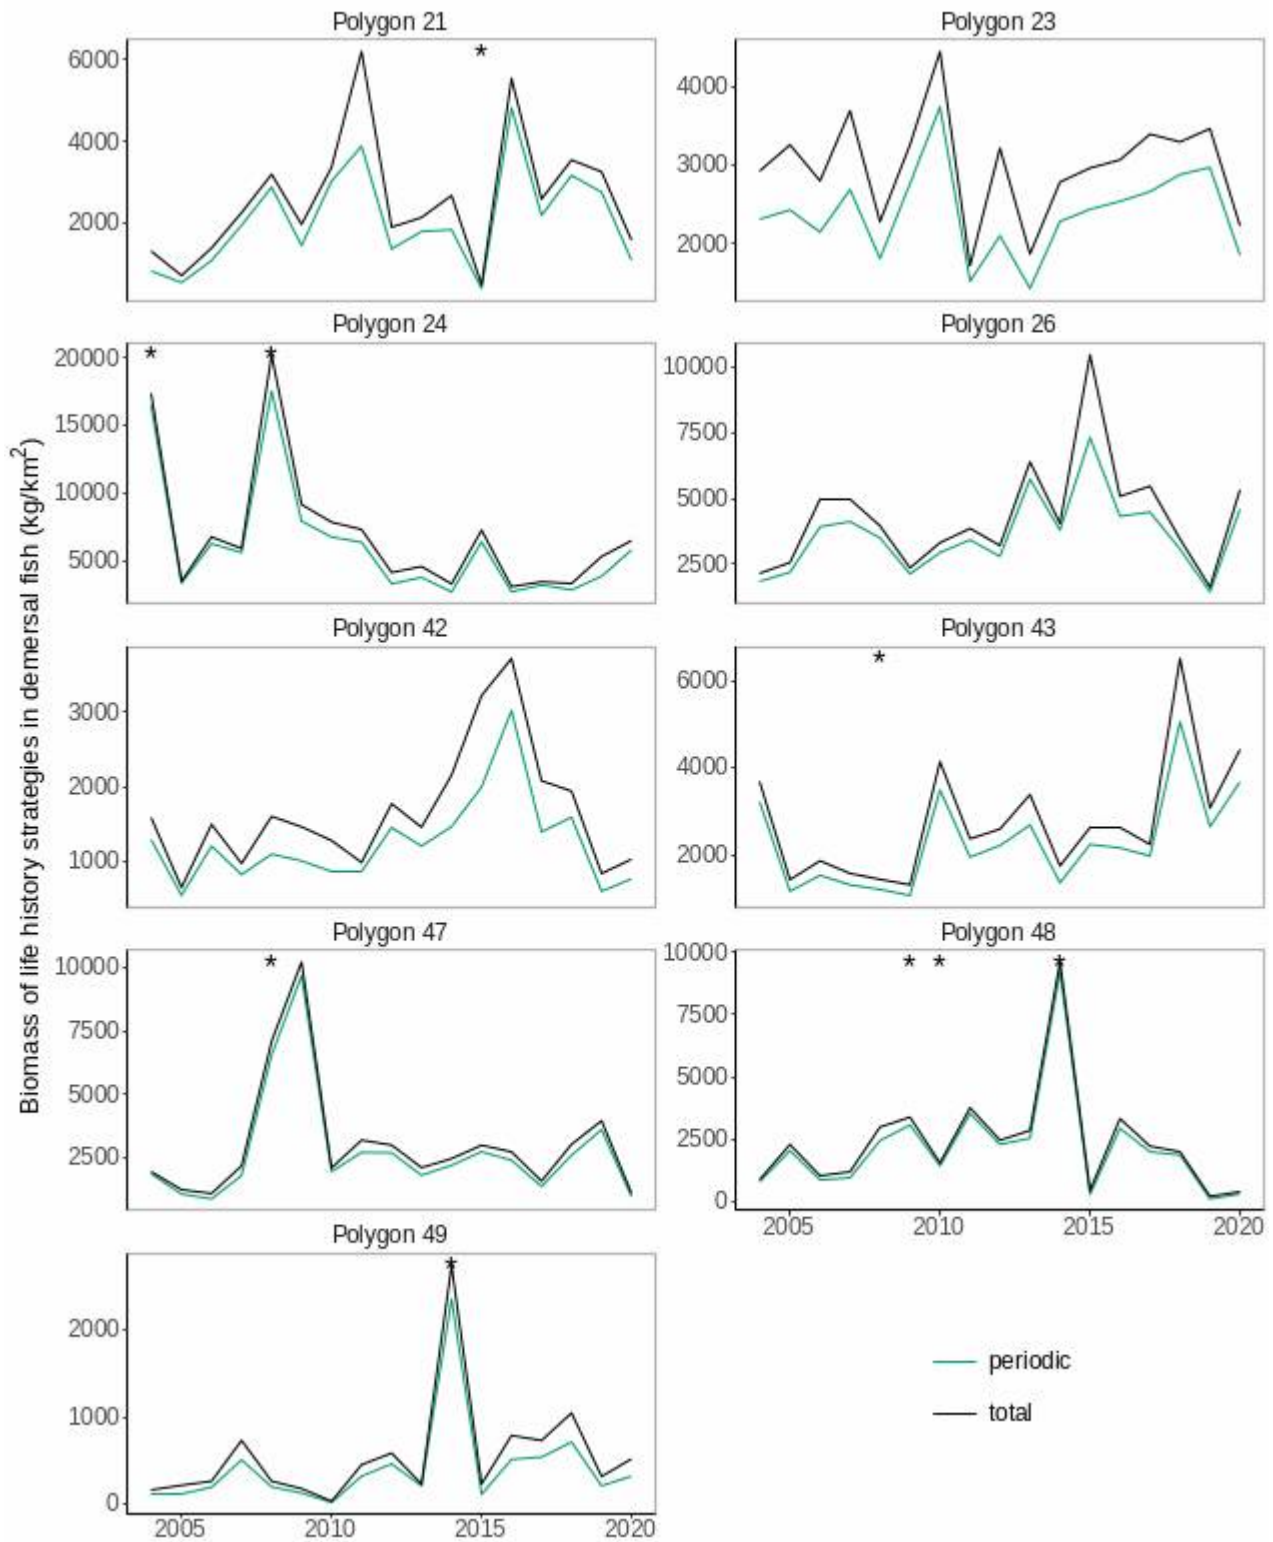 Polygon 21
Polygon 23
6000
4000
2000
*
4000
3000
2000
Polygon 24
Polygon 26
20000
15000
10000
5000
*
*
10000
7500
5000
2500
Biomass of life history strategies in demersal fish (kg/km²)
Polygon 42
Polygon 43
3000
2000
1000
*
6000
4000
2000
Polygon 47
Polygon 48
10000
7500
5000
2500
*
10000
7500
5000
2500
0
* * *
2005 2010 2015 2020
Polygon 49
2000
1000
0
*
2005 2010 2015 2020
periodic
total